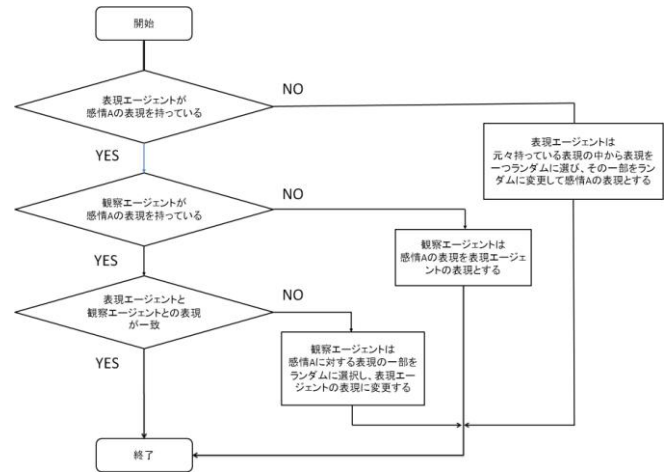 開始
表現エージェントが
感情Aの表現を持っている
NO
YES
表現エージェントは
元々持っている表現の中から表現を
一つランダムに選び、その一部をラン
ダムに変更して感情Aの表現とする
観察エージェントが
感情Aの表現を持っている
NO
YES
観察エージェントは
感情Aの表現を表現エージェ
ントの表現とする
表現エージェントと
観察エージェントとの表現
が一致
NO
YES
観察エージェントは
感情Aに対する表現の一部を
ランダムに選択し、表現エー
ジェントの表現に変更する
終了